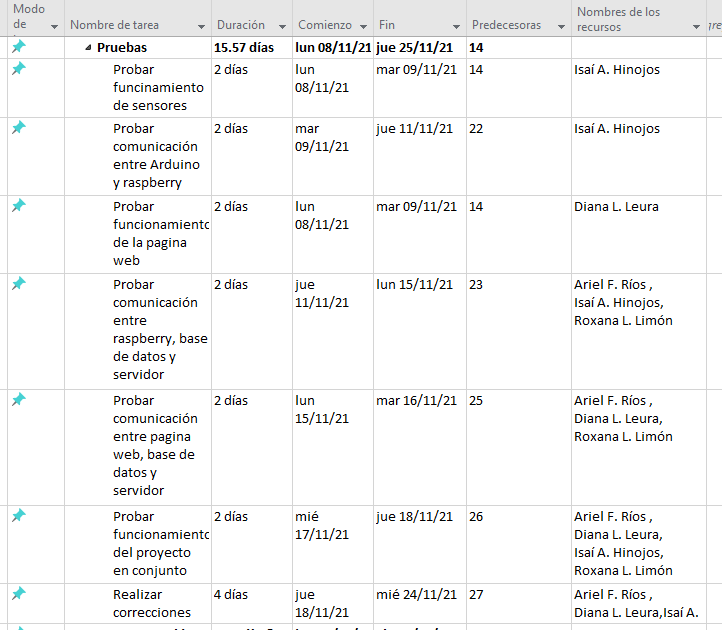 Modo
de
Nombre de tarea
Duración
Comienzo
Fin
Predecesoras
Nombres de los
recursos
Pruebas
15.57 días
lun 08/11/21
jue 25/11/21
14
Probar
funcinamiento
de sensores
2 días
lun
08/11/21
mar 09/11/21
14
Isaí A. Hinojos
Probar
comunicación
entre Arduino
y raspberry
2 días
mar
09/11/21
jue 11/11/21
22
Isaí A. Hinojos
Probar
funcionamiento
de la pagina
web
2 días
lun
08/11/21
mar 09/11/21
14
Diana L. Leura
Probar
comunicación
entre
raspberry, base
de datos y
servidor
2 días
jue
11/11/21
lun 15/11/21
23
Ariel F. Ríos ,
Isaí A. Hinojos,
Roxana L. Limón
Probar
comunicación
entre pagina
web, base de
datos y
servidor
2 días
lun
15/11/21
mar 16/11/21
25
Ariel F. Ríos ,
Diana L. Leura,
Roxana L. Limón
Probar
funcionamiento
del proyecto
en conjunto
2 días
mié
17/11/21
jue 18/11/21
26
Ariel F. Ríos ,
Diana L. Leura,
Isaí A. Hinojos,
Roxana L. Limón
Realizar
correcciones
4 días
jue
18/11/21
mié 24/11/21
27
Ariel F. Ríos ,
Diana L. Leura,Isaí A.